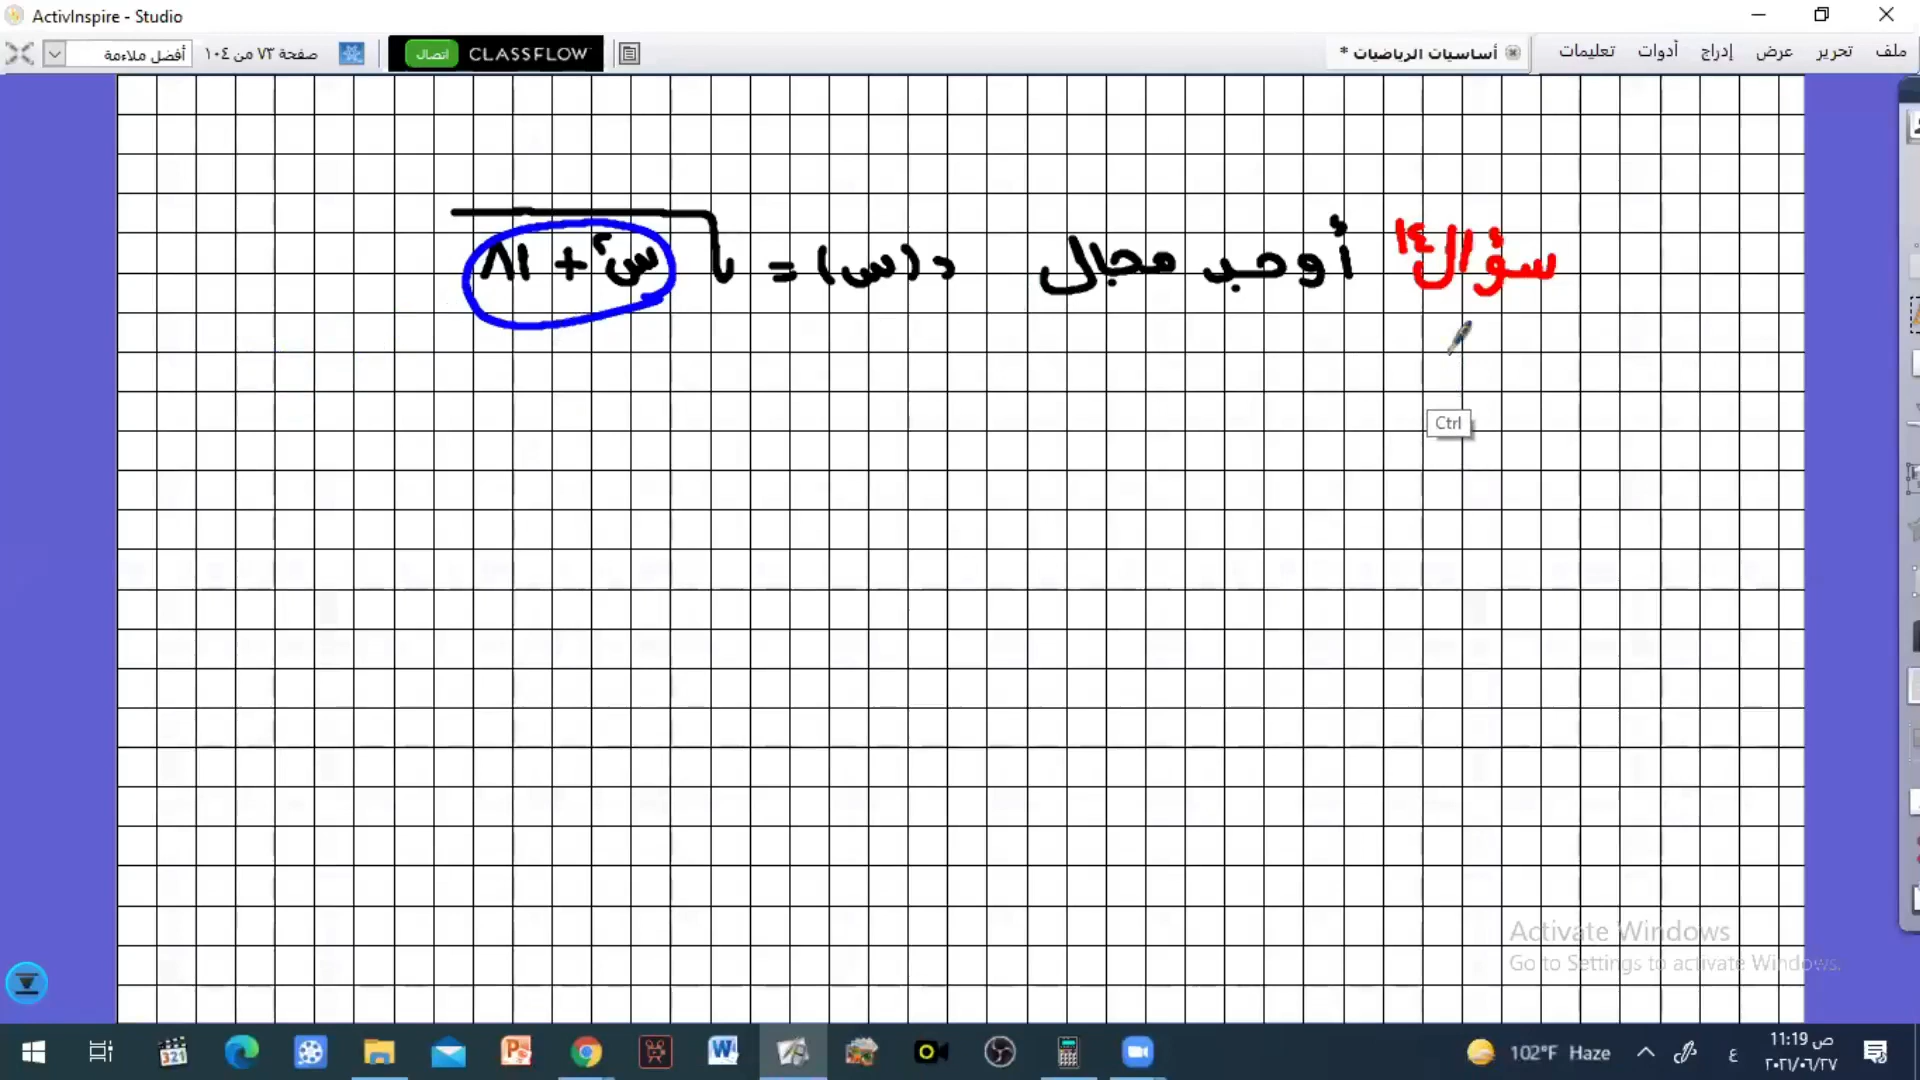 ActivInspire - Studio
ملف تحرير عرض إدراج أدوات تعليمات
أساسيات الرياضيات *
CLASSFLOW اتصال
صفحة ٧٣ من ١٠٤
أفضل ملاءمة
سؤال١٤ أوجد مجال د(س) = √س٢ + ٨١
Ctrl
Activate Windows
Go to Settings to activate Windows.
102°F Haze
ع
11:19 ص
٢٠٢١/٠٦/٢٧